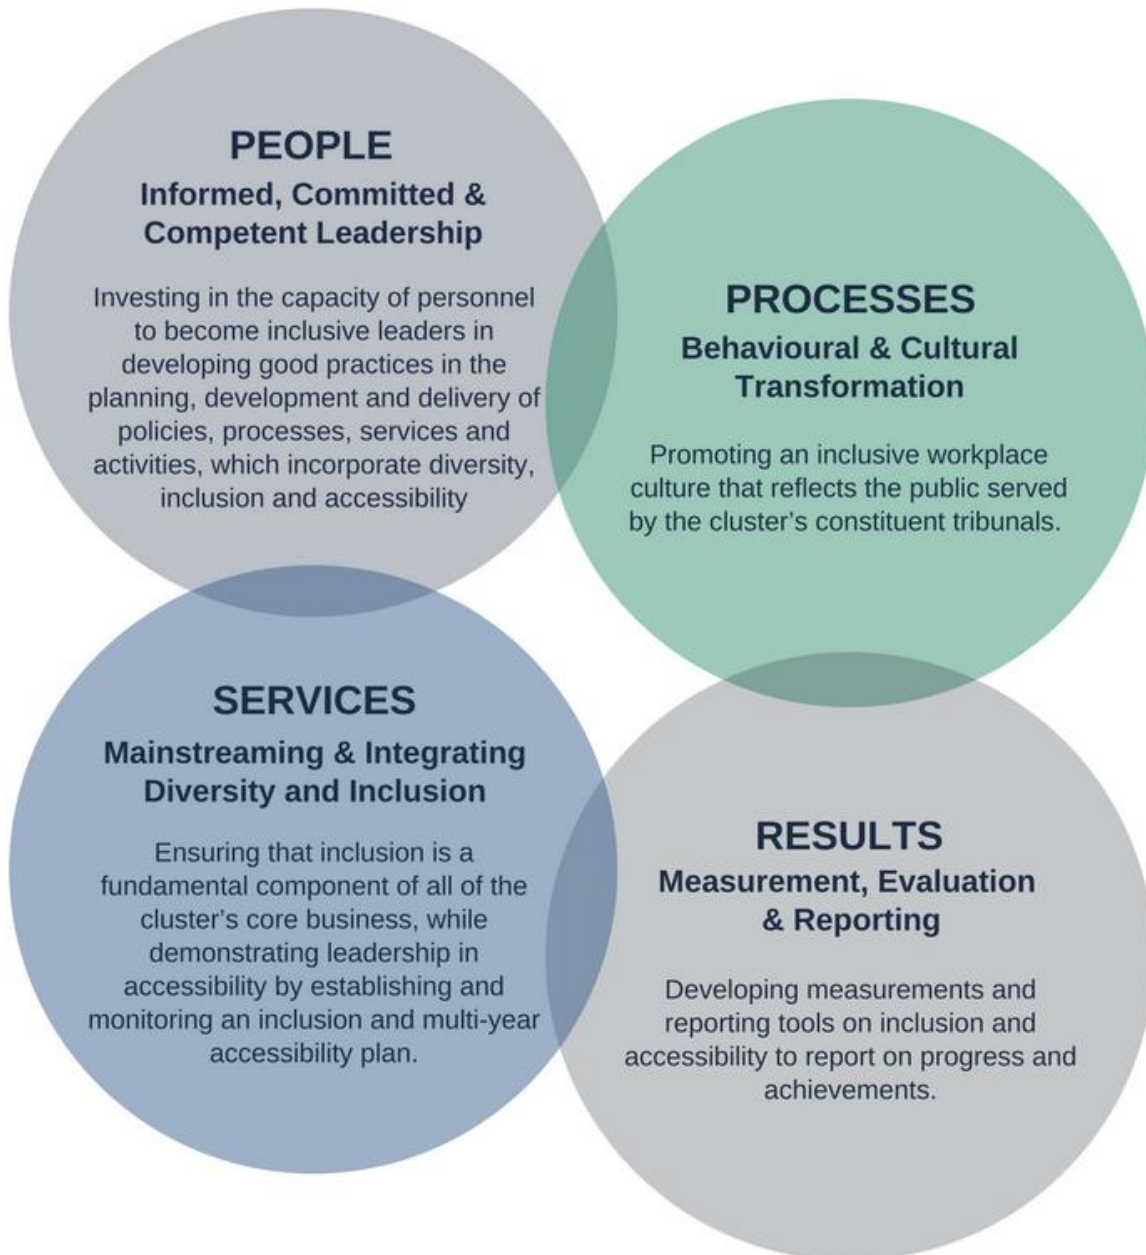 PEOPLE
Informed, Committed &
Competent Leadership
Investing in the capacity of personnel
to become inclusive leaders in
developing good practices in the
planning, development and delivery of
policies, processes, services and
activities, which incorporate diversity,
inclusion and accessibility
PROCESSES
Behavioural & Cultural
Transformation
Promoting an inclusive workplace
culture that reflects the public served
by the cluster's constituent tribunals.
SERVICES
Mainstreaming & Integrating
Diversity and Inclusion
Ensuring that inclusion is a
fundamental component of all of the
cluster's core business, while
demonstrating leadership in
accessibility by establishing and
monitoring an inclusion and multi-year
accessibility plan.
RESULTS
Measurement, Evaluation
& Reporting
Developing measurements and
reporting tools on inclusion and
accessibility to report on progress and
achievements.